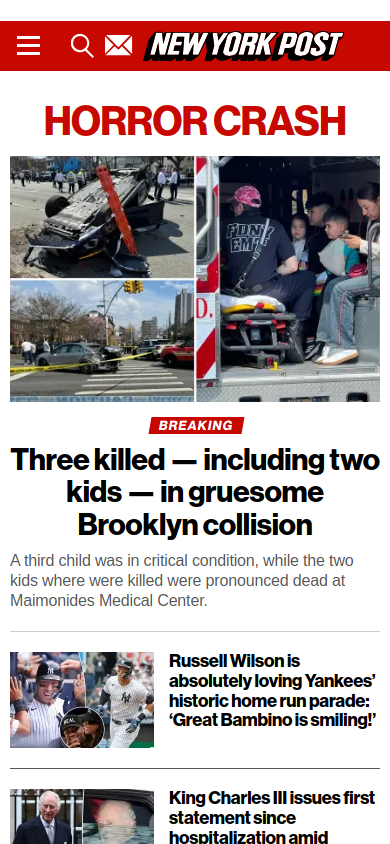 NEW YORK POST
HORROR CRASH
FDNY
EMT
D.
BREAKING
Three killed — including two
kids — in gruesome
Brooklyn collision
A third child was in critical condition, while the two
kids where were killed were pronounced dead at
Maimonides Medical Center.
Russell Wilson is
absolutely loving Yankees’
historic home run parade:
‘Great Bambino is smiling!’
King Charles III issues first
statement since
hospitalization amid